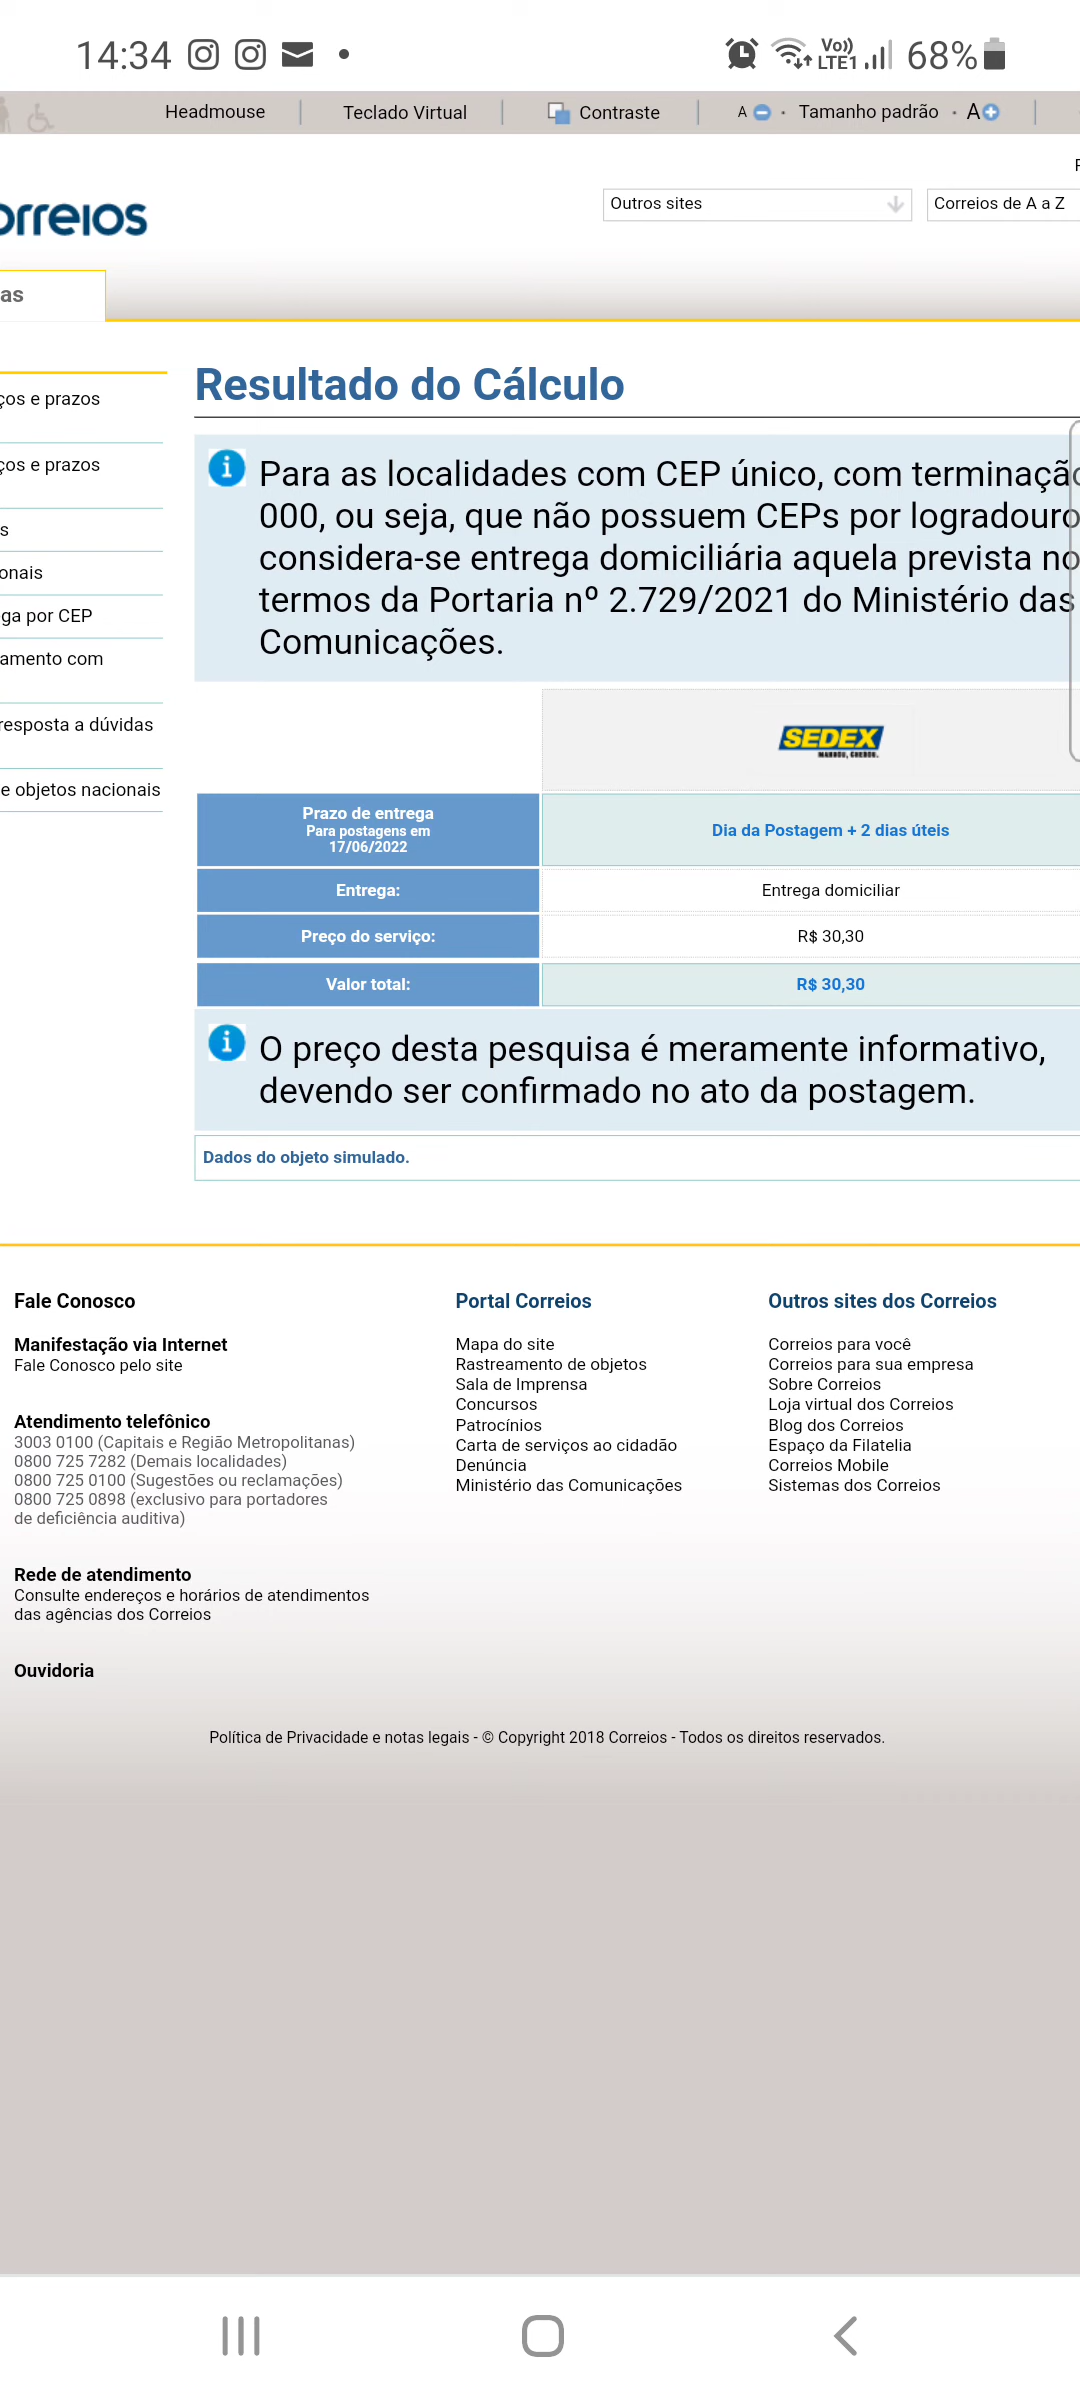 14:34
Vo))
LTE1
68%
Headmouse
Teclado Virtual
Contraste
A
Tamanho padrão
A
orreios
Outros sites
Correios de A a Z
as
ços e prazos
ços e prazos
s
onais
ga por CEP
amento com
resposta a dúvidas
e objetos nacionais
Resultado do Cálculo
Para as localidades com CEP único, com terminação
000, ou seja, que não possuem CEPs por logradouro
considera-se entrega domiciliária aquela prevista no
termos da Portaria nº 2.729/2021 do Ministério das
Comunicações.
SEDEX
MANDOU, CHEGOU.
Prazo de entrega
Para postagens em
17/06/2022
Dia da Postagem + 2 dias úteis
Entrega:
Entrega domiciliar
Preço do serviço:
R$ 30,30
Valor total:
R$ 30,30
O preço desta pesquisa é meramente informativo,
devendo ser confirmado no ato da postagem.
Dados do objeto simulado.
Fale Conosco
Manifestação via Internet
Fale Conosco pelo site
Atendimento telefônico
3003 0100 (Capitais e Região Metropolitanas)
0800 725 7282 (Demais localidades)
0800 725 0100 (Sugestões ou reclamações)
0800 725 0898 (exclusivo para portadores
de deficiência auditiva)
Rede de atendimento
Consulte endereços e horários de atendimentos
das agências dos Correios
Ouvidoria
Portal Correios
Mapa do site
Rastreamento de objetos
Sala de Imprensa
Concursos
Patrocínios
Carta de serviços ao cidadão
Denúncia
Ministério das Comunicações
Outros sites dos Correios
Correios para você
Correios para sua empresa
Sobre Correios
Loja virtual dos Correios
Blog dos Correios
Espaço da Filatelia
Correios Mobile
Sistemas dos Correios
Política de Privacidade e notas legais - © Copyright 2018 Correios - Todos os direitos reservados.